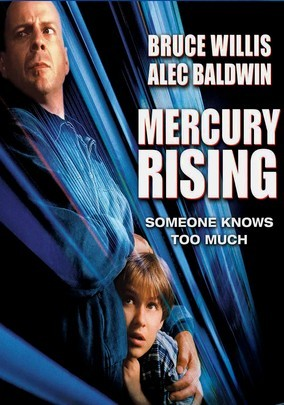 BRUCE WILLIS
ALEC BALDWIN
MERCURY
RISING
SOMEONE KNOWS
TOO MUCH